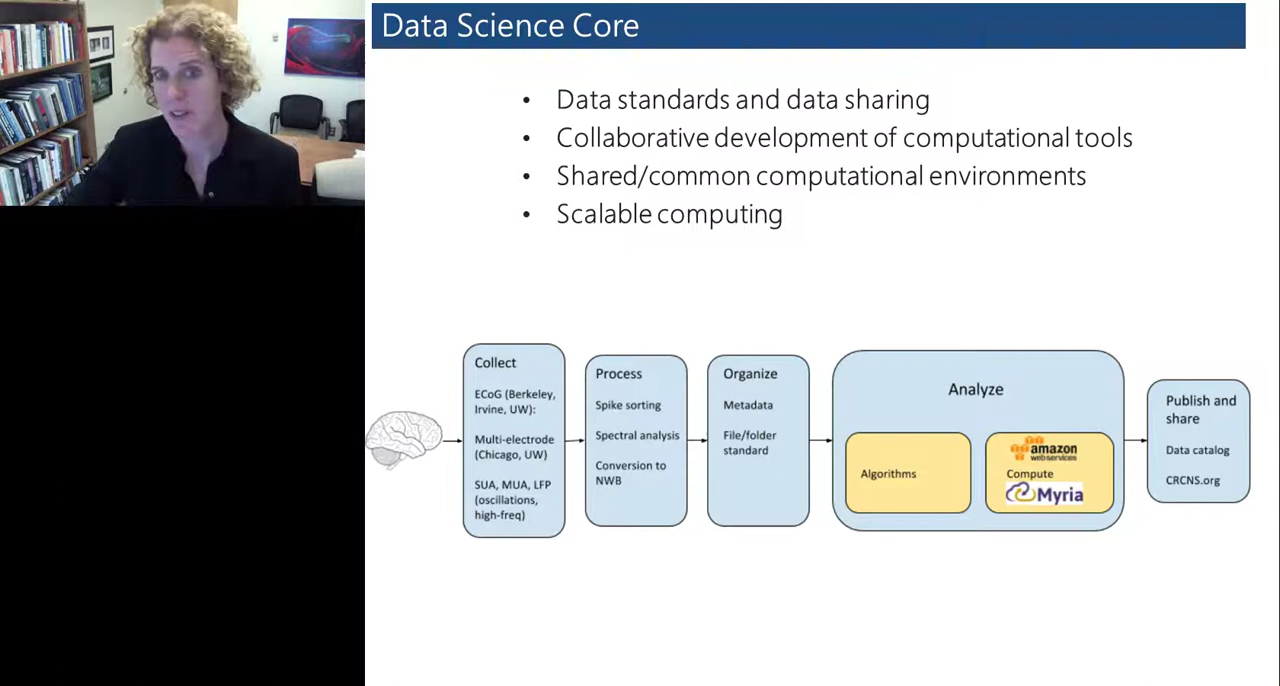 Data Science Core
• Data standards and data sharing
• Collaborative development of computational tools
• Shared/common computational environments
• Scalable computing
Collect
ECoG (Berkeley,
Irvine, UW):
Multi-electrode
(Chicago, UW)
SUA, MUA, LFP
(oscillations,
high-freq)
Process
Spike sorting
Spectral analysis
Conversion to
NWB
Organize
Metadata
File/folder
standard
Analyze
Algorithms
amazon
webservices
Compute
Myria
Publish and
share
Data catalog
CRCNS.org